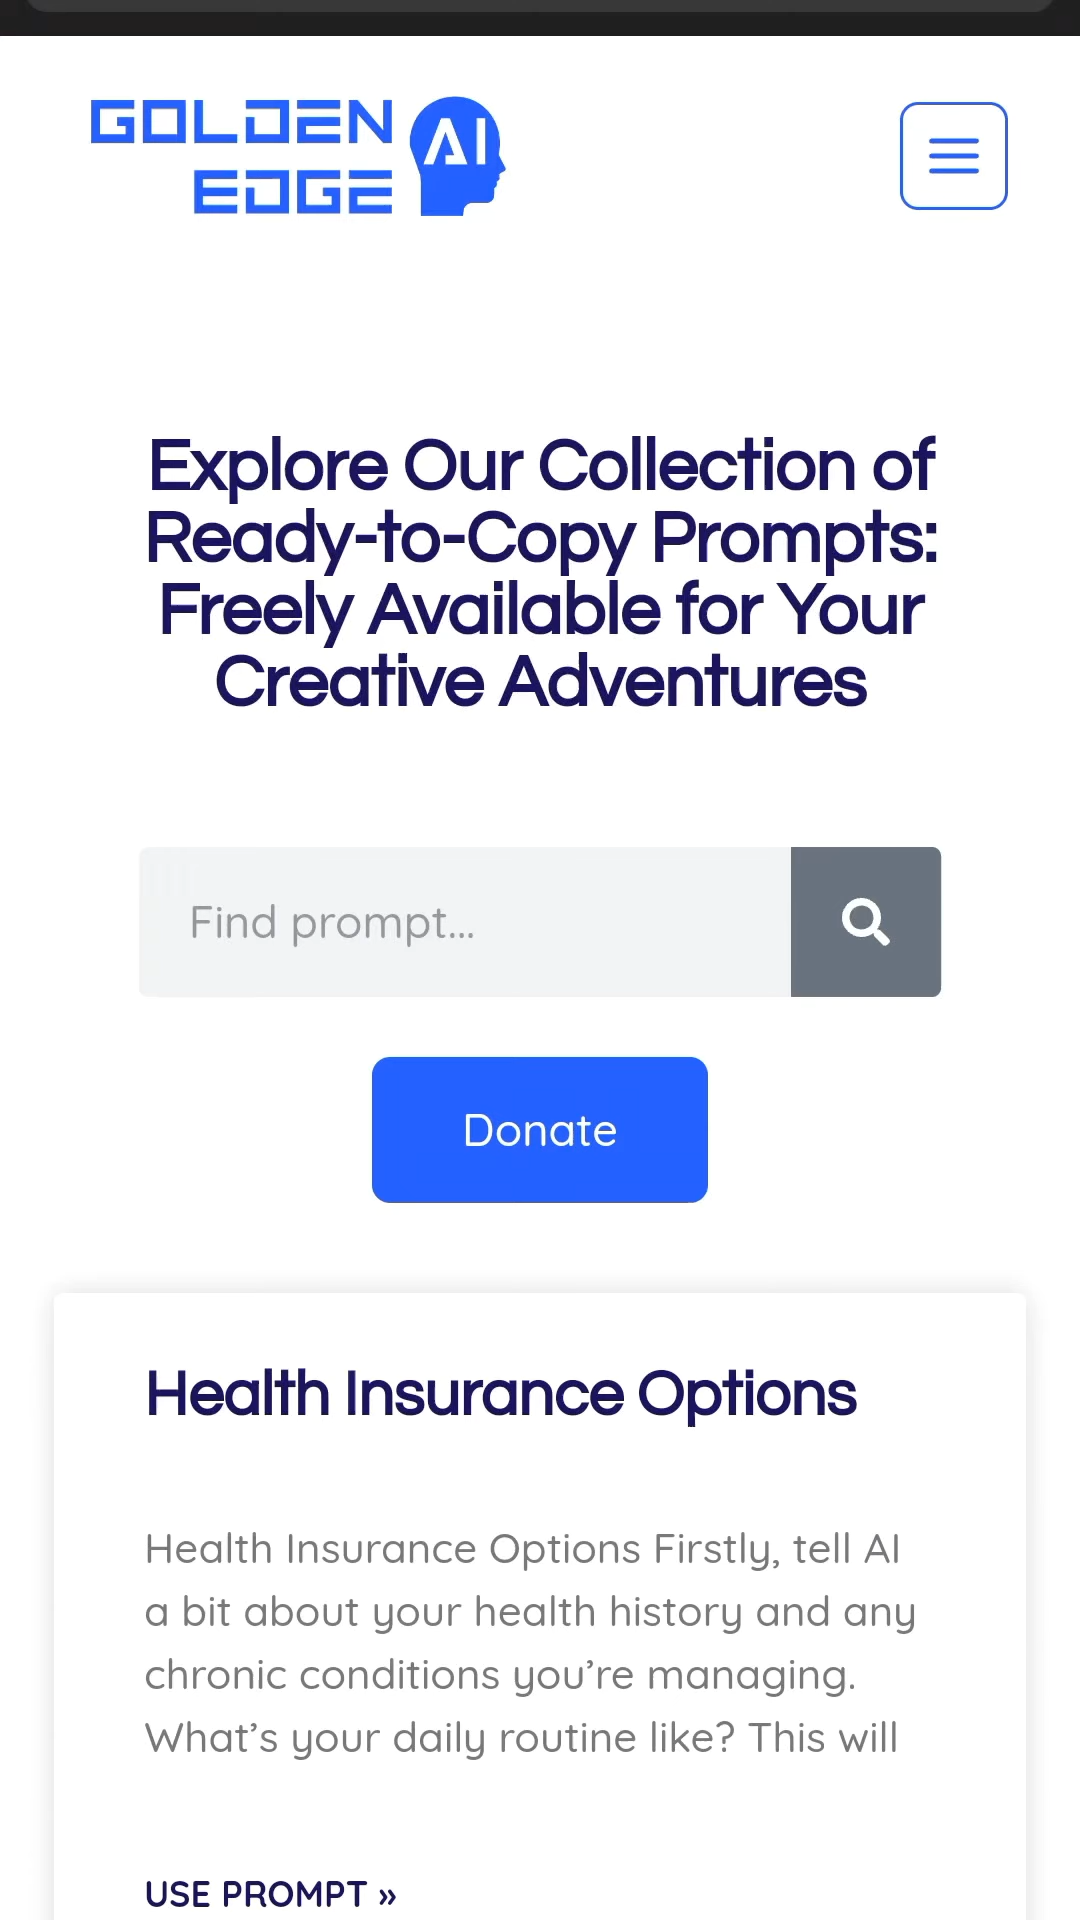 GOLDEN AI
EDGE
Explore Our Collection of
Ready-to-Copy Prompts:
Freely Available for Your
Creative Adventures
Find prompt...
Donate
Health Insurance Options
Health Insurance Options Firstly, tell AI
a bit about your health history and any
chronic conditions you’re managing.
What’s your daily routine like? This will
USE PROMPT »